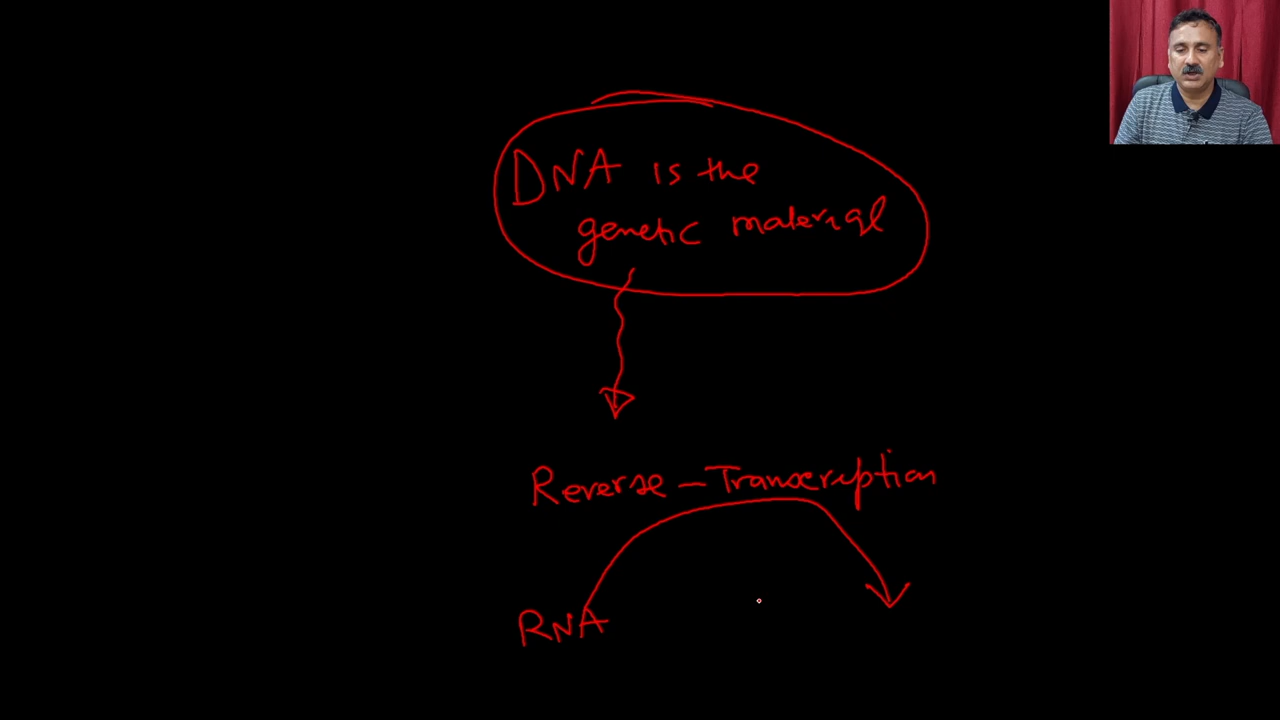 DNA is the
genetic material
Reverse - Transcription
RNA